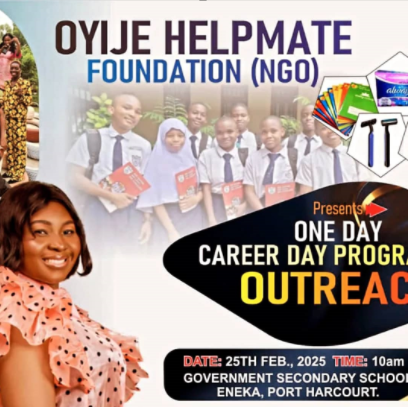 OYIJE HELPMATE
FOUNDATION (NGO)
Presents
ONE DAY
CAREER DAY PROGRA
OUTREAC
DATE: 25TH FEB., 2025 TIME: 10am
GOVERNMENT SECONDARY SCHOOL
ENEKA, PORT HARCOURT.